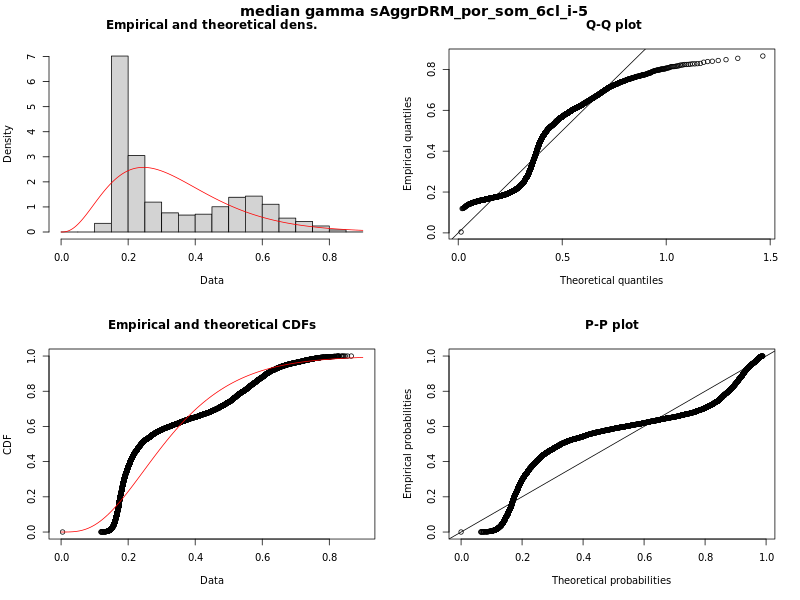 median gamma sAggrDRM_por_som_6cl_i-5
Empirical and theoretical dens.
Density
0 1 2 3 4 5 6 7
0.0 0.2 0.4 0.6 0.8
Data
Q-Q plot
Empirical quantiles
0.0 0.2 0.4 0.6 0.8
0.0 0.5 1.0 1.5
Theoretical quantiles
Empirical and theoretical CDFs
CDF
0.0 0.2 0.4 0.6 0.8 1.0
0.0 0.2 0.4 0.6 0.8
Data
P-P plot
Empirical probabilities
0.0 0.2 0.4 0.6 0.8 1.0
0.0 0.2 0.4 0.6 0.8 1.0
Theoretical probabilities